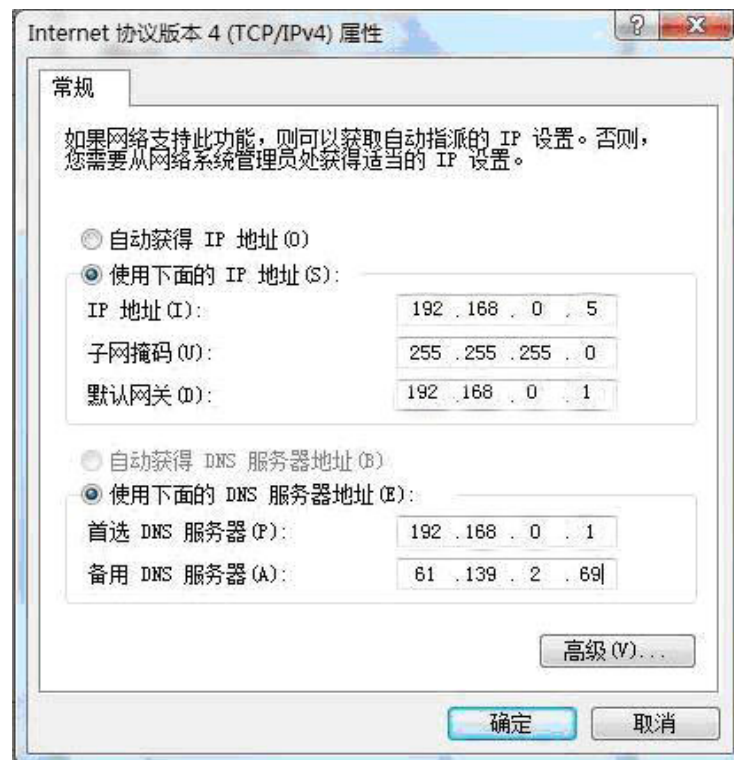 Internet 协议版本 4 (TCP/IPv4) 属性
?
常规
如果网络支持此功能，则可以获取自动指派的 IP 设置。否则，
您需要从网络系统管理员处获得适当的 IP 设置。
自动获得 IP 地址(O)
使用下面的 IP 地址(S):
IP 地址(I): 192 . 168 . 0 . 5
子网掩码(U): 255 . 255 . 255 . 0
默认网关(D): 192 . 168 . 0 . 1
自动获得 DNS 服务器地址(B)
使用下面的 DNS 服务器地址(E):
首选 DNS 服务器(P): 192 . 168 . 0 . 1
备用 DNS 服务器(A): 61 . 139 . 2 . 69
高级(V)...
确定 取消